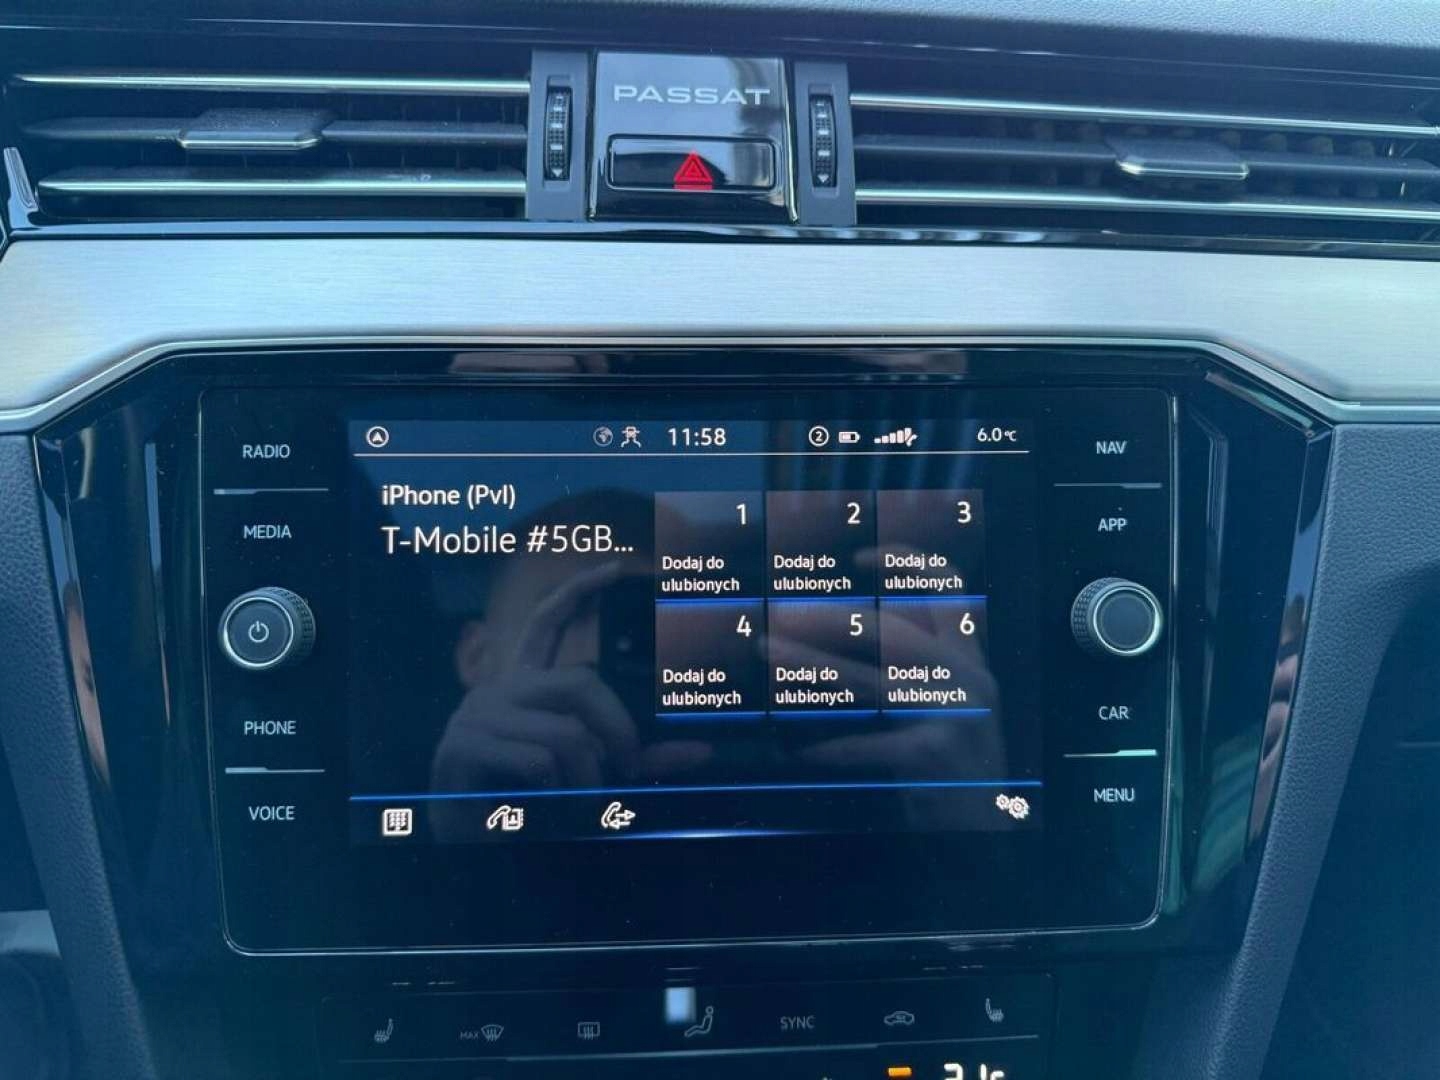 PASSAT
RADIO
MEDIA
PHONE
VOICE
11:58
2
6.0°C
iPhone (Pvl)
T-Mobile #5GB...
1
Dodaj do
ulubionych
2
Dodaj do
ulubionych
3
Dodaj do
ulubionych
4
Dodaj do
ulubionych
5
Dodaj do
ulubionych
6
Dodaj do
ulubionych
NAV
APP
CAR
MENU
MAX
SYNC